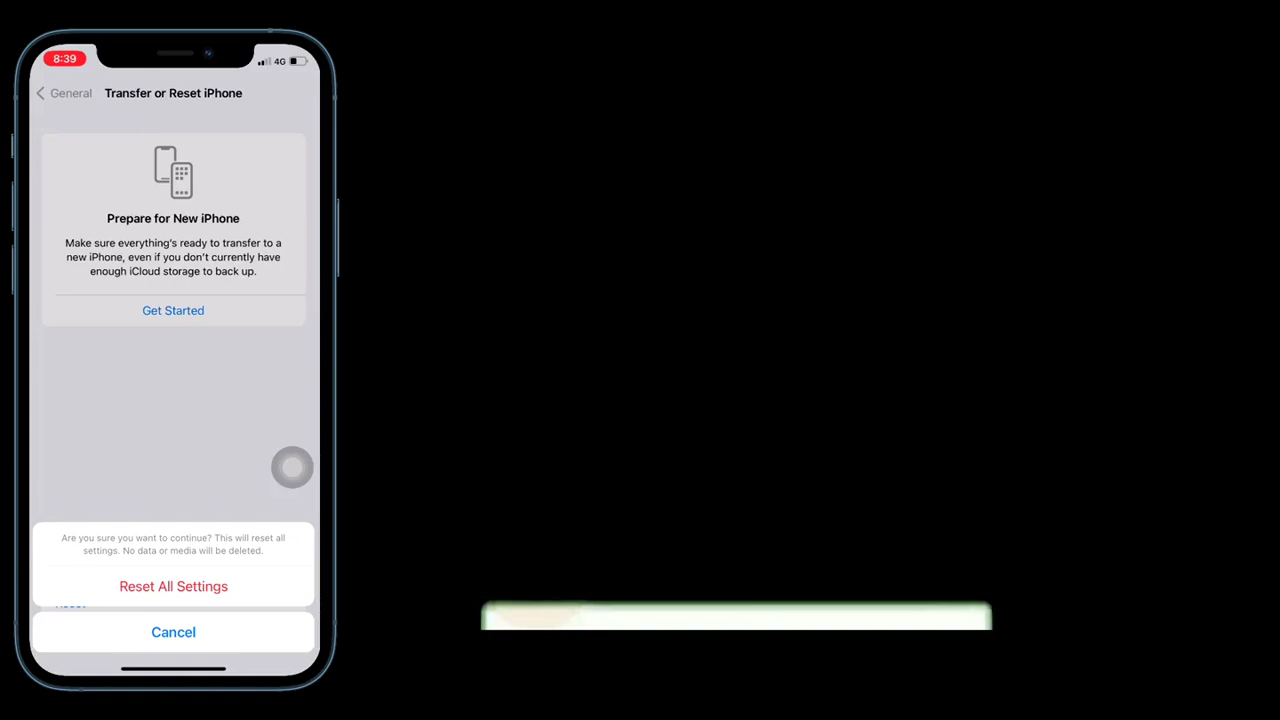 8:39
4G
General
Transfer or Reset iPhone
Prepare for New iPhone
Make sure everything's ready to transfer to a
new iPhone, even if you don't currently have
enough iCloud storage to back up.
Get Started
Are you sure you want to continue? This will reset all
settings. No data or media will be deleted.
Reset All Settings
Cancel